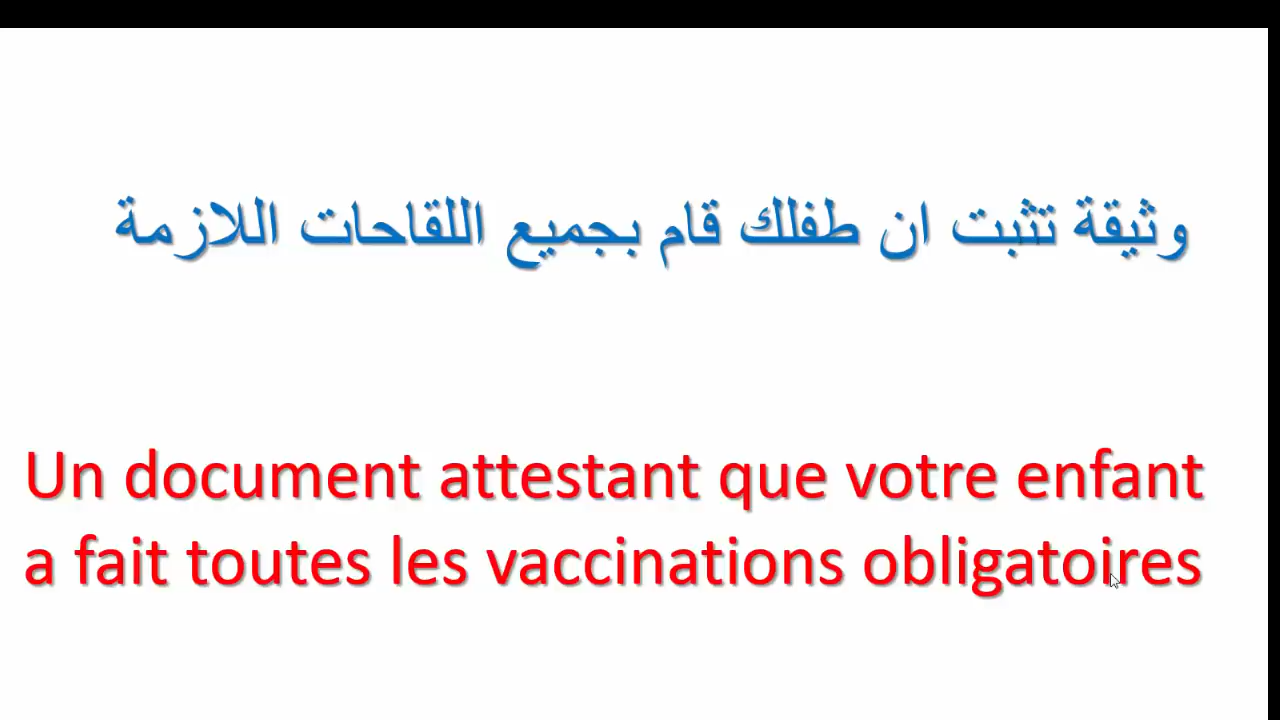 وثيقة تثبت ان طفلك قام بجميع اللقاحات اللازمة
Un document attestant que votre enfant
a fait toutes les vaccinations obligatoires